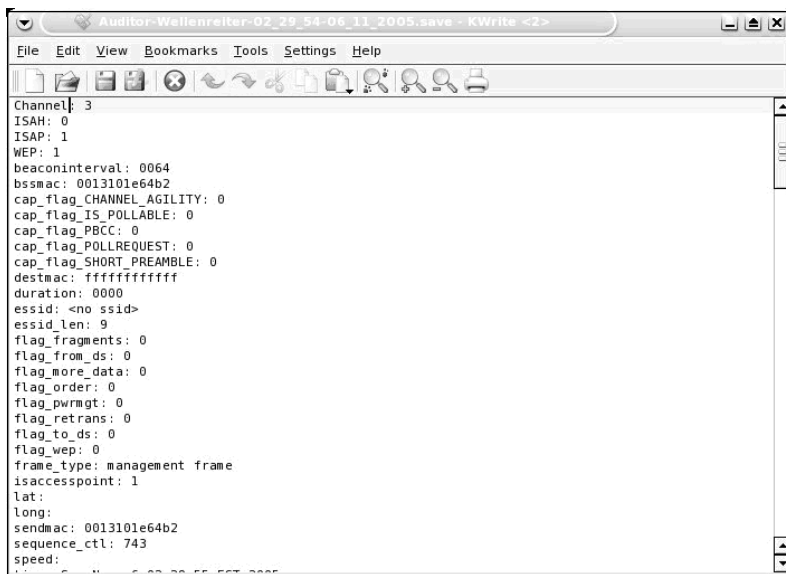 Auditor-Wellenreiter-02_29_54-06_11_2005.save - KWrite <2>
File Edit View Bookmarks Tools Settings Help
Channel: 3
ISAH: 0
ISAP: 1
WEP: 1
beaconinterval: 0064
bssmac: 0013101e64b2
cap_flag_CHANNEL_AGILITY: 0
cap_flag_IS_POLLABLE: 0
cap_flag_PBCC: 0
cap_flag_POLLREQUEST: 0
cap_flag_SHORT_PREAMBLE: 0
destmac: ffffffffffff
duration: 0000
essid: <no ssid>
essid_len: 9
flag_fragments: 0
flag_from_ds: 0
flag_more_data: 0
flag_order: 0
flag_pwrmgt: 0
flag_retrans: 0
flag_to_ds: 0
flag_wep: 0
frame_type: management frame
isaccesspoint: 1
lat:
long:
sendmac: 0013101e64b2
sequence_ctl: 743
speed: